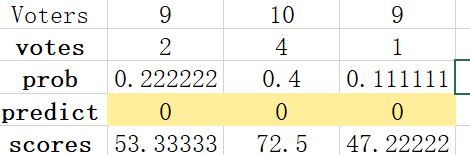 Voters 9 10 9
votes 2 4 1
prob 0.222222 0.4 0.111111
predict 0 0 0
scores 53.33333 72.5 47.22222